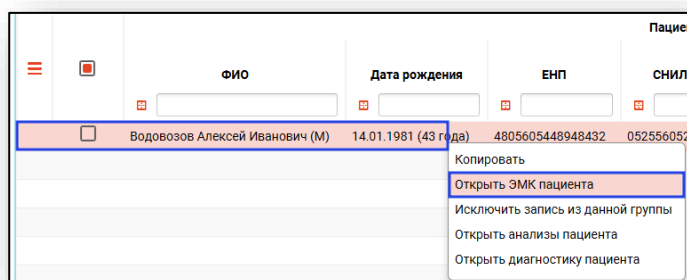 Пацие
ФИО Дата рождения ЕНП СНИЛ
Водовозов Алексей Иванович (М) 14.01.1981 (43 года) 4805605448948432 052556052
Копировать
Открыть ЭМК пациента
Исключить запись из данной группы
Открыть анализы пациента
Открыть диагностику пациента